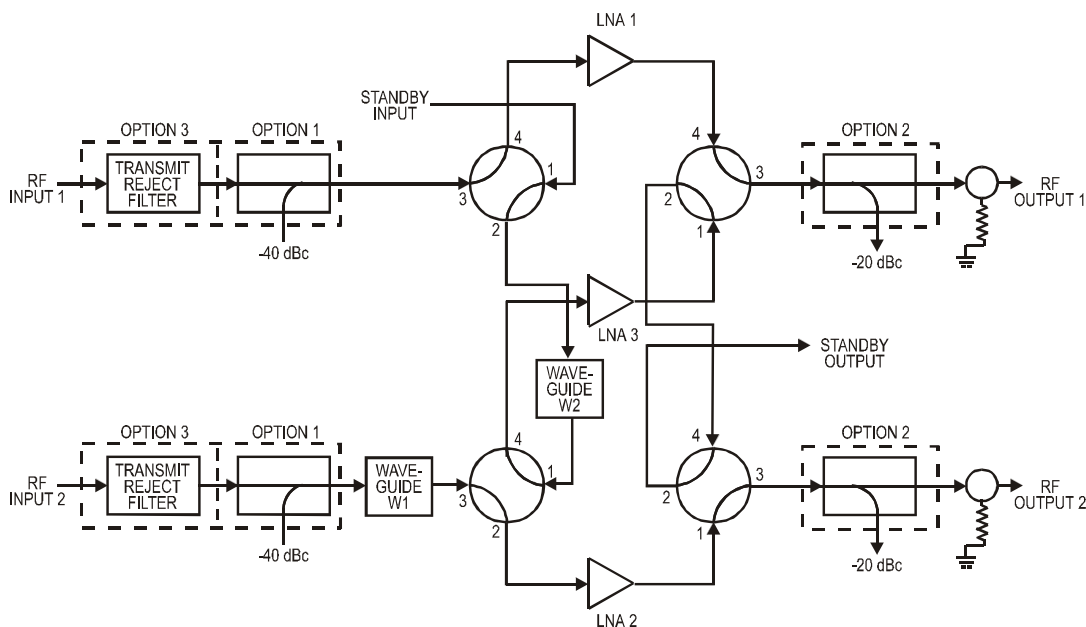 LNA 1
STANDBY
INPUT
OPTION 3
OPTION 1
4
4
OPTION 2
RF
INPUT 1
TRANSMIT
REJECT
FILTER
1
3
2
3
2
1
RF
OUTPUT 1
-40 dBc
-20 dBc
LNA 3
STANDBY
OUTPUT
WAVE-
GUIDE
W2
OPTION 3
OPTION 1
4
4
OPTION 2
RF
INPUT 2
TRANSMIT
REJECT
FILTER
WAVE-
GUIDE
W1
1
3
2
3
2
1
RF
OUTPUT 2
-40 dBc
-20 dBc
LNA 2